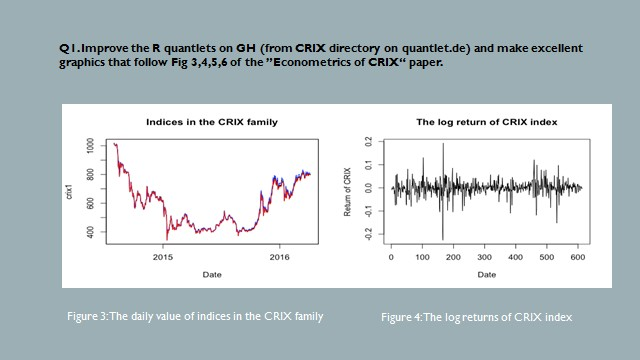 Q1.Improve the R quantlets on GH (from CRIX directory on quantlet.de) and make excellent
graphics that follow Fig 3,4,5,6 of the ”Econometrics of CRIX“ paper.
Indices in the CRIX family
crix1
1000
800
600
400
2015
2016
Date
The log return of CRIX index
Return of CRIX
0.2
0.1
0.0
-0.1
-0.2
0
100
200
300
400
500
600
Date
Figure 3:The daily value of indices in the CRIX family
Figure 4:The log returns of CRIX index